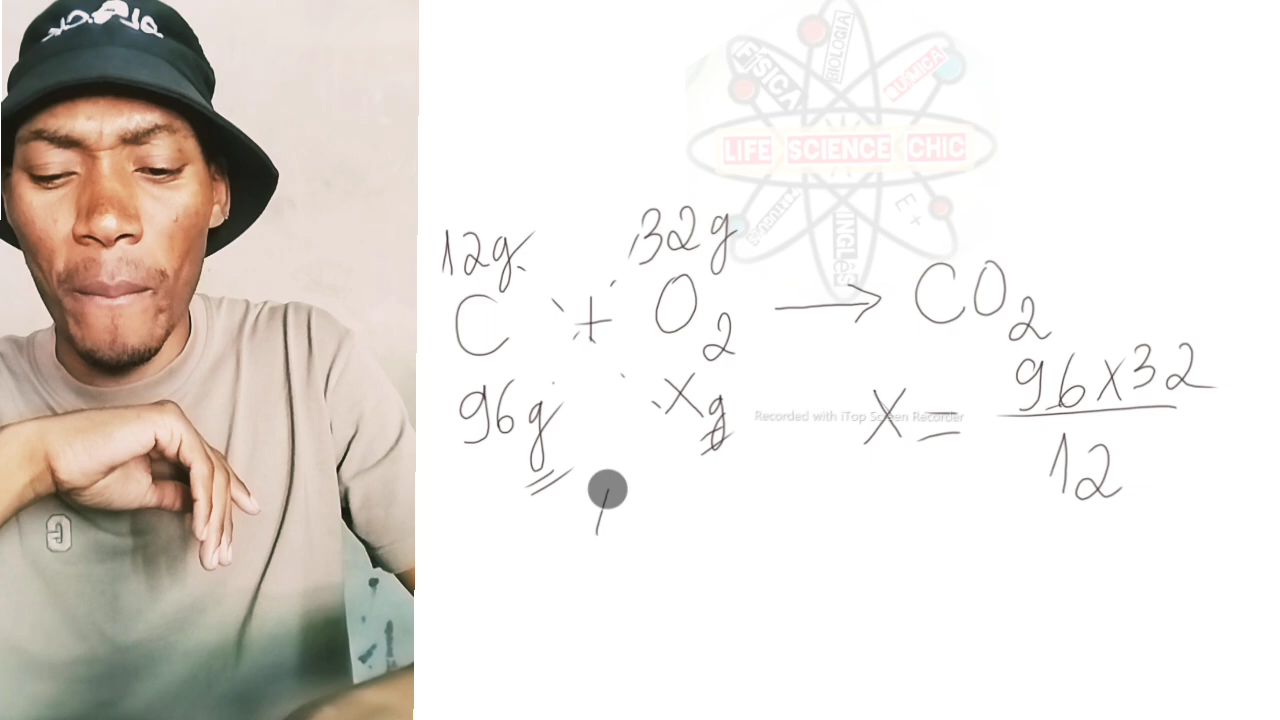 BLACK
FÍSICA
BIOLOGIA
QUÍMICA
LIFE SCIENCE CHIC
INGLÊS
E+
12g
32g
C + O2 → CO2
96g
Xg
X = 96x32
12
Recorded with iTop Screen Recorder